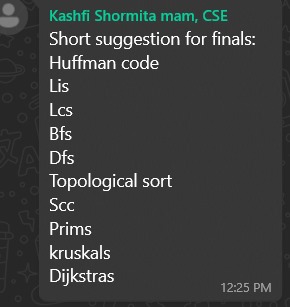 Kashfi Shormita mam, CSE
Short suggestion for finals:
Huffman code
Lis
Lcs
Bfs
Dfs
Topological sort
Scc
Prims
kruskals
Dijkstras
12:25 PM